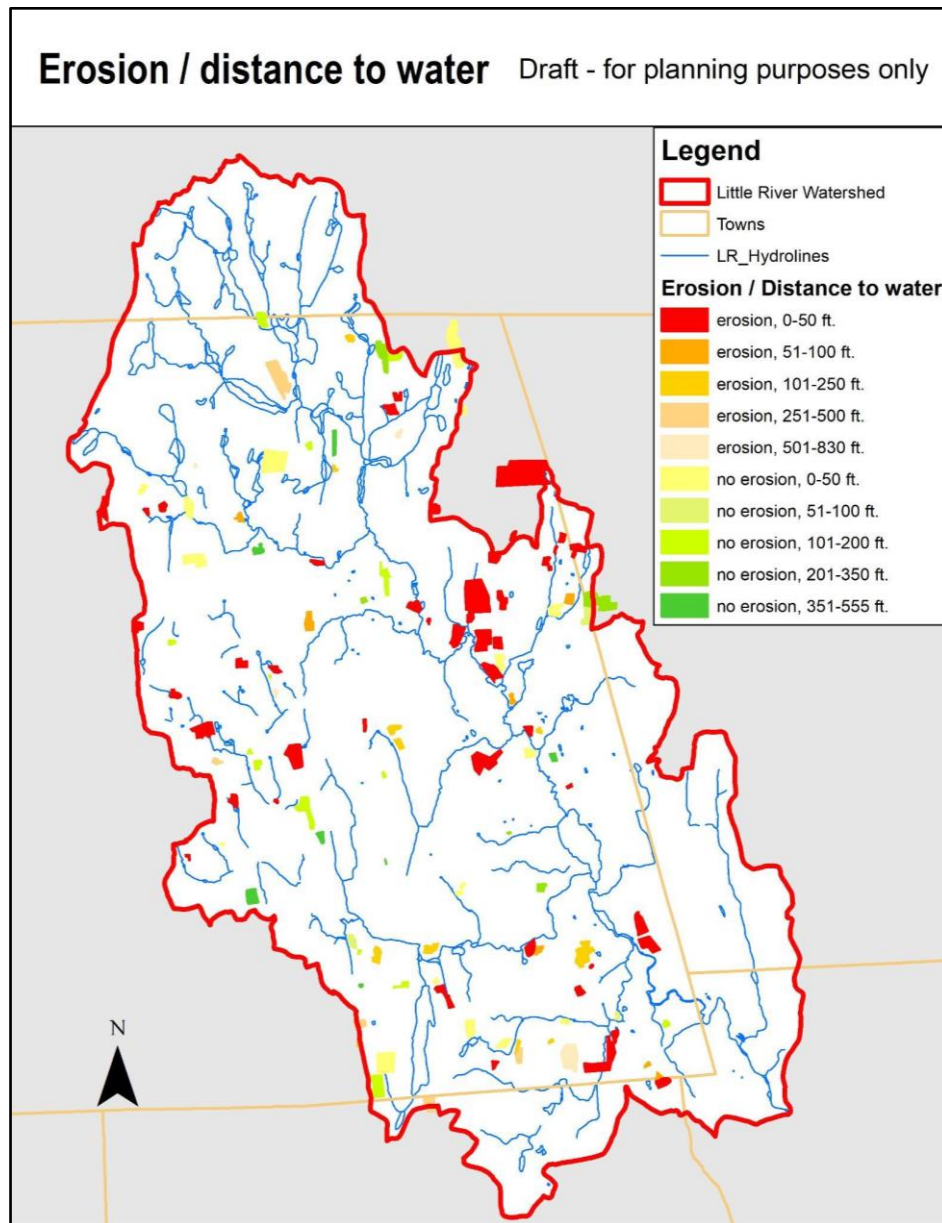 Erosion / distance to water Draft - for planning purposes only
Legend
Little River Watershed
Towns
LR_Hydrolines
Erosion / Distance to water
erosion, 0-50 ft.
erosion, 51-100 ft.
erosion, 101-250 ft.
erosion, 251-500 ft.
erosion, 501-830 ft.
no erosion, 0-50 ft.
no erosion, 51-100 ft.
no erosion, 101-200 ft.
no erosion, 201-350 ft.
no erosion, 351-555 ft.
N